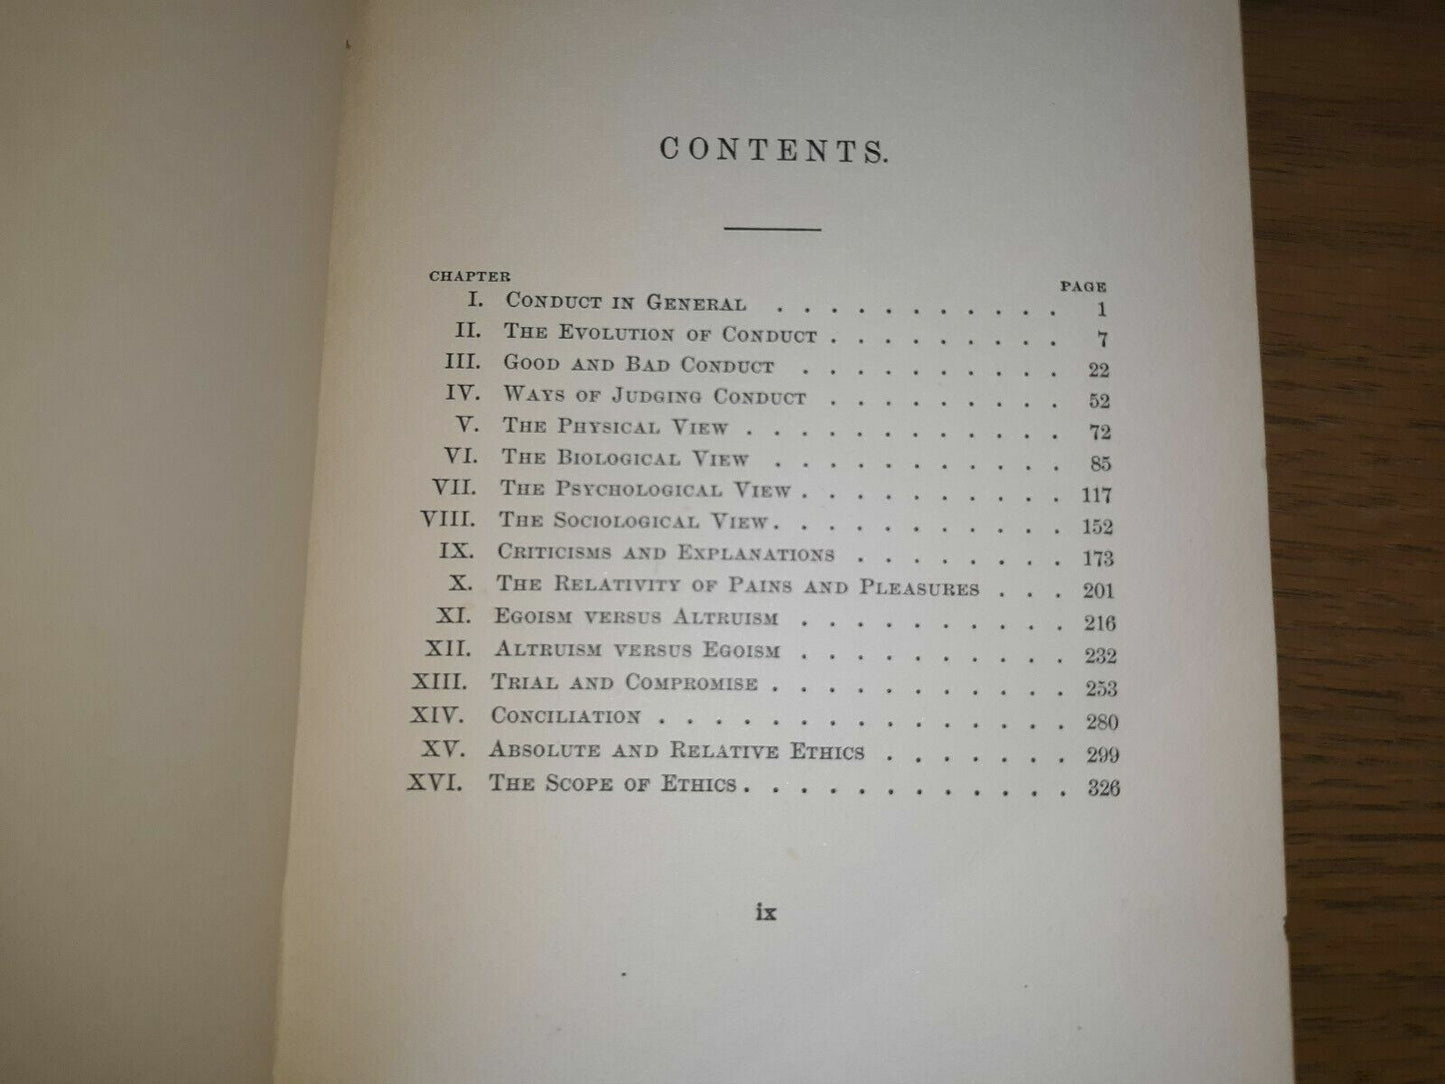 CONTENTS.
CHAPTER PAGE
I. CONDUCT IN GENERAL . . . . . . . . . . . 1
II. THE EVOLUTION OF CONDUCT . . . . . . . . . 7
III. GOOD AND BAD CONDUCT . . . . . . . . . . 22
IV. WAYS OF JUDGING CONDUCT . . . . . . . . . 52
V. THE PHYSICAL VIEW . . . . . . . . . . . . 72
VI. THE BIOLOGICAL VIEW . . . . . . . . . . . 85
VII. THE PSYCHOLOGICAL VIEW . . . . . . . . . . 117
VIII. THE SOCIOLOGICAL VIEW . . . . . . . . . . . 152
IX. CRITICISMS AND EXPLANATIONS . . . . . . . . 173
X. THE RELATIVITY OF PAINS AND PLEASURES . . . 201
XI. EGOISM VERSUS ALTRUISM . . . . . . . . . . 216
XII. ALTRUISM VERSUS EGOISM . . . . . . . . . . 232
XIII. TRIAL AND COMPROMISE . . . . . . . . . . . 253
XIV. CONCILIATION . . . . . . . . . . . . . . . 280
XV. ABSOLUTE AND RELATIVE ETHICS . . . . . . . 299
XVI. THE SCOPE OF ETHICS . . . . . . . . . . . . 326
ix